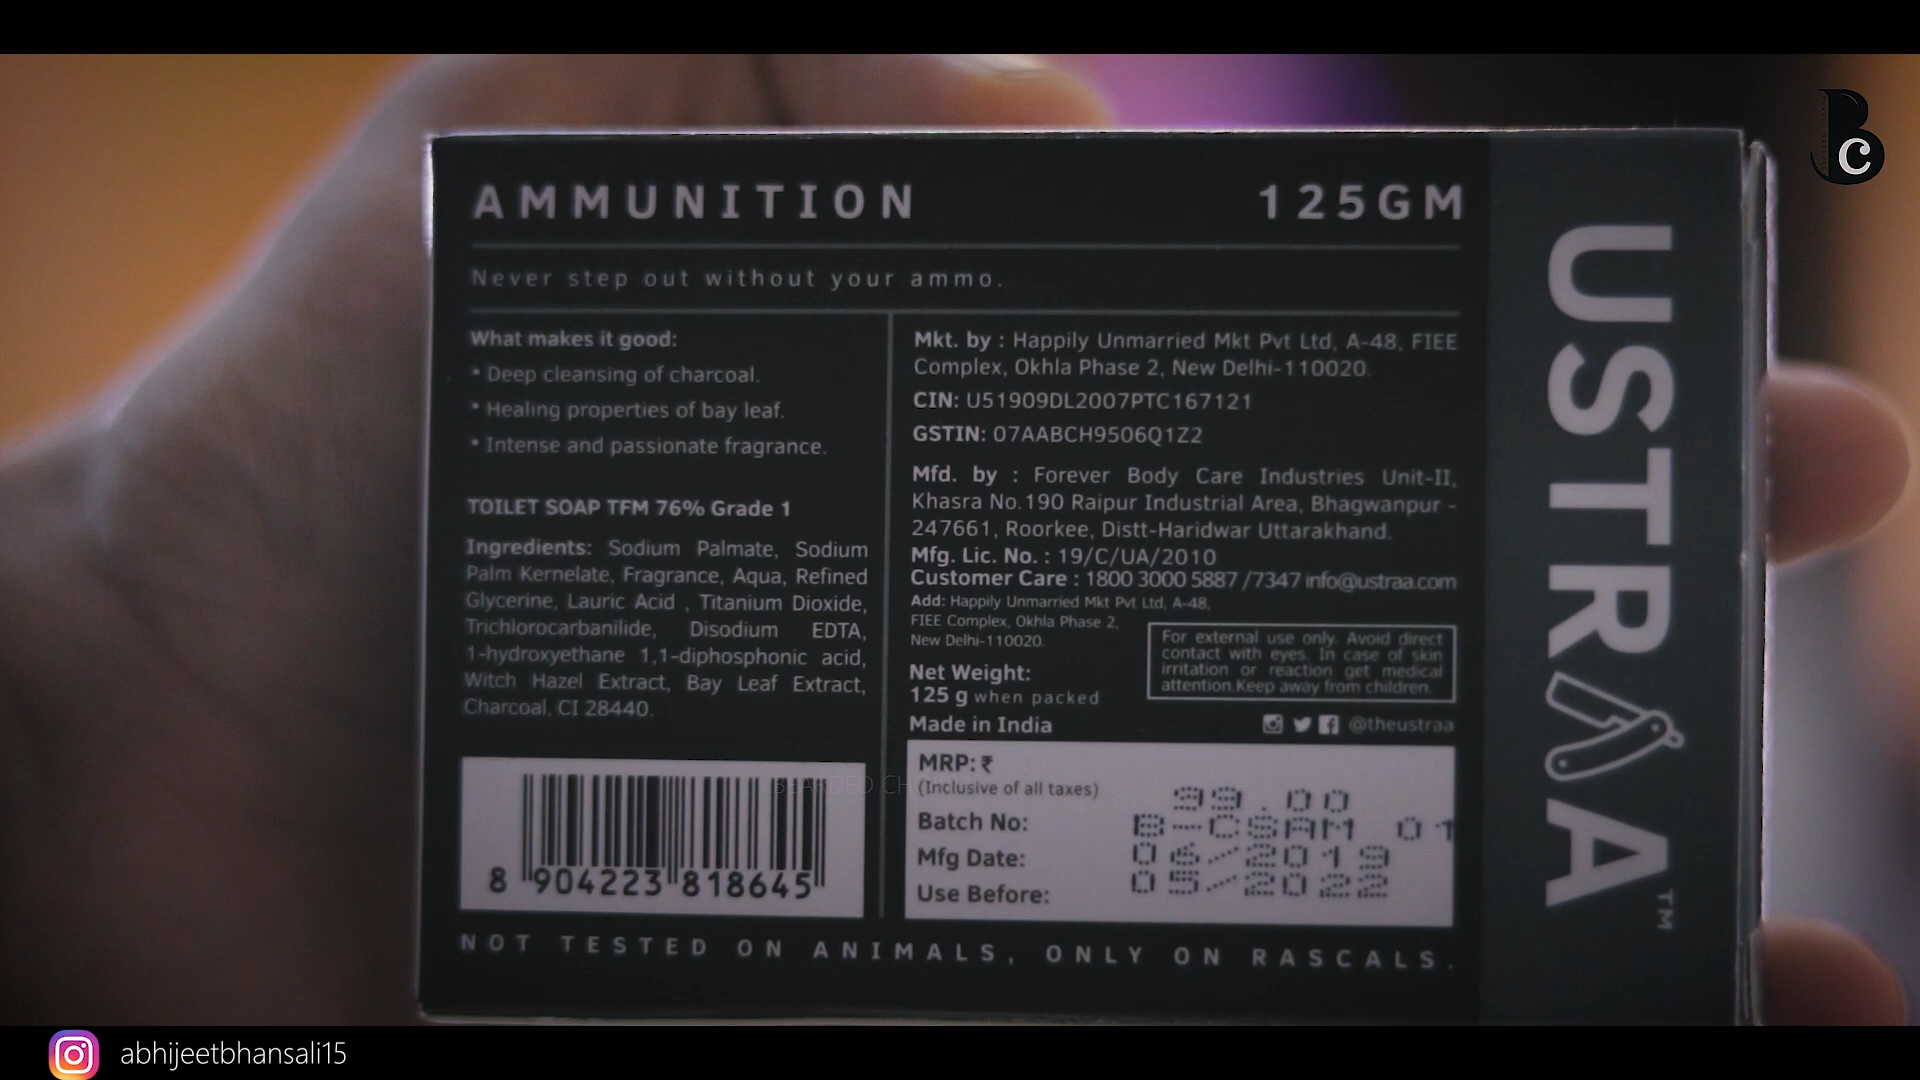 AMMUNITION 125GM
Never step out without your ammo.
What makes it good:
• Deep cleansing of charcoal.
• Healing properties of bay leaf.
• Intense and passionate fragrance.
TOILET SOAP TFM 76% Grade 1
Ingredients: Sodium Palmate, Sodium
Palm Kernelate, Fragrance, Aqua, Refined
Glycerine, Lauric Acid , Titanium Dioxide,
Trichlorocarbanilide, Disodium EDTA,
1-hydroxyethane 1,1-diphosphonic acid,
Witch Hazel Extract, Bay Leaf Extract,
Charcoal, CI 28440.
8 904223 818645
Mkt. by : Happily Unmarried Mkt Pvt Ltd, A-48, FIEE
Complex, Okhla Phase 2, New Delhi-110020.
CIN: U51909DL2007PTC167121
GSTIN: 07AABCH9506Q1Z2
Mfd. by : Forever Body Care Industries Unit-II,
Khasra No.190 Raipur Industrial Area, Bhagwanpur -
247661, Roorkee, Distt-Haridwar Uttarakhand.
Mfg. Lic. No. : 19/C/UA/2010
Customer Care : 1800 3000 5887 /7347 info@ustraa.com
Add: Happily Unmarried Mkt Pvt Ltd, A-48,
FIEE Complex, Okhla Phase 2,
New Delhi-110020.
For external use only. Avoid direct
contact with eyes. In case of skin
irritation or reaction get medical
attention.Keep away from children.
Net Weight:
125 g when packed
Made in India
@theustraa
MRP: ₹ 99.00
(Inclusive of all taxes)
Batch No: B-CSAM 01
Mfg Date: 06/2019
Use Before: 05/2022
NOT TESTED ON ANIMALS, ONLY ON RASCALS.
USTRAA™
BC
BEARDED CH
abhijeetbhansali15